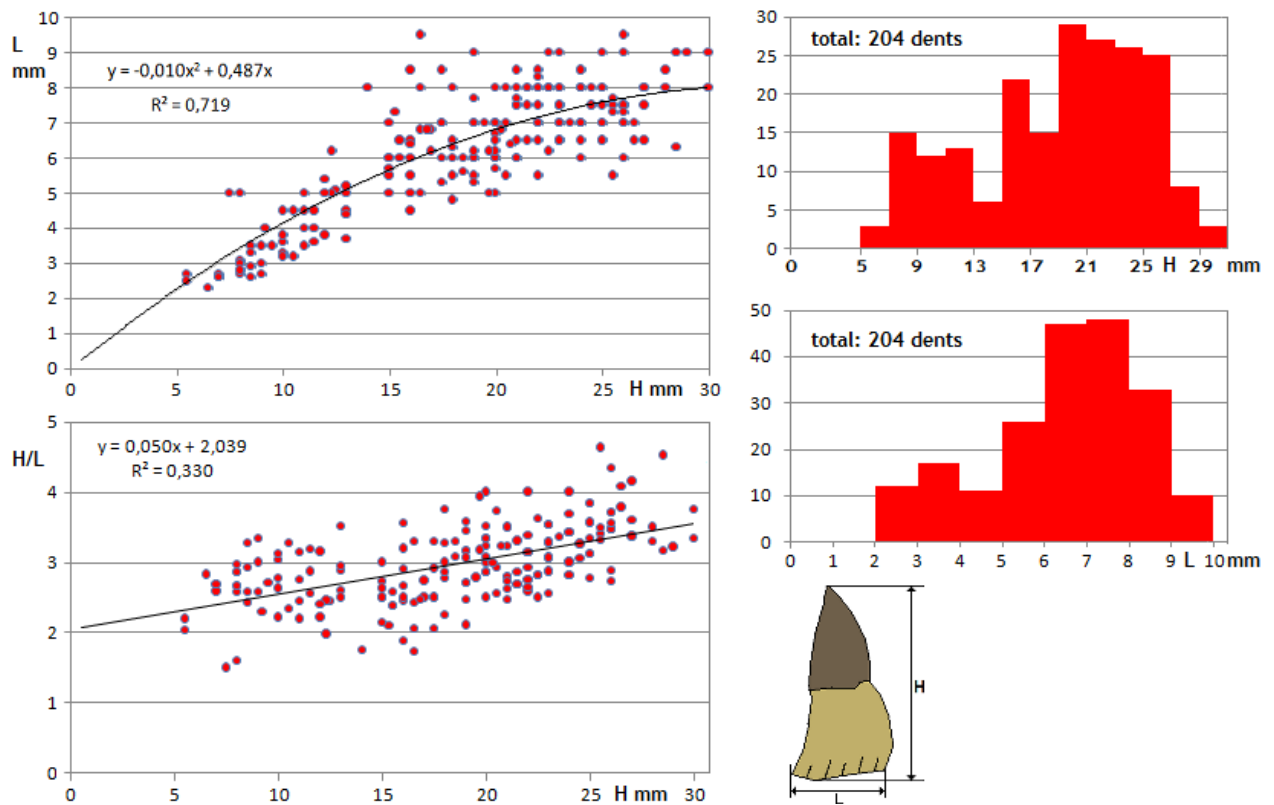 10
9
8
7
6
5
4
3
2
1
0
L
mm
y = -0,010x² + 0,487x
R² = 0,719
0 5 10 15 20 25 H mm 30
30
25
20
15
10
5
0
total: 204 dents
0 5 9 13 17 21 25 H 29 mm
5
4
3
2
1
0
H/L
y = 0,050x + 2,039
R² = 0,330
0 5 10 15 20 25 H mm 30
50
40
30
20
10
0
total: 204 dents
0 1 2 3 4 5 6 7 8 9 L 10 mm
H
L